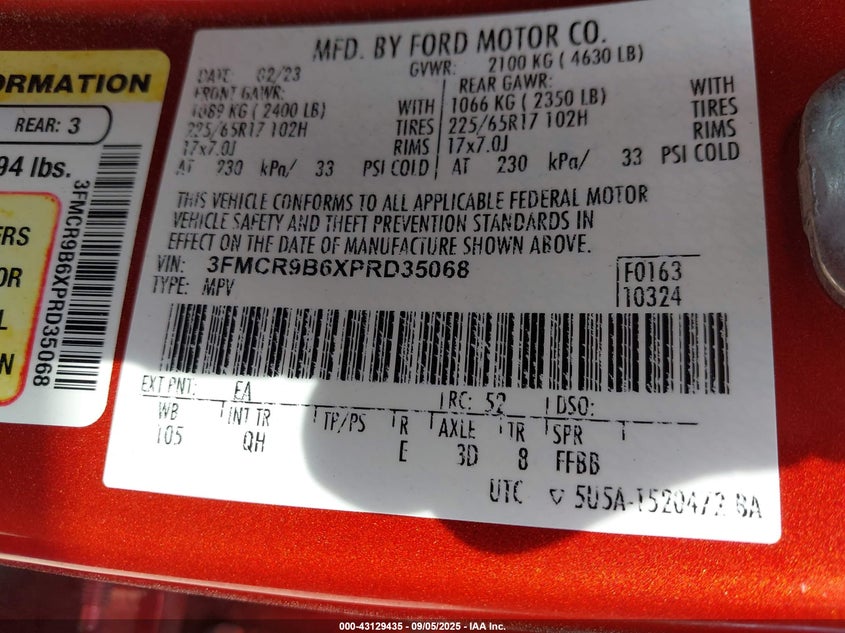 ORMATION
REAR: 3
94 lbs.
ERS
OR
L
N
3FMCR9B6XPRD35068
MFD. BY FORD MOTOR CO.
DATE: 02/23
GVWR: 2100 KG ( 4630 LB)
FRONT GAWR:
REAR GAWR:
1089 KG ( 2400 LB) WITH
1066 KG ( 2350 LB) WITH
225/65R17 102H TIRES
225/65R17 102H TIRES
17x7.0J RIMS
17x7.0J RIMS
AT 230 kPa/ 33 PSI COLD
AT 230 kPa/ 33 PSI COLD
THIS VEHICLE CONFORMS TO ALL APPLICABLE FEDERAL MOTOR
VEHICLE SAFETY AND THEFT PREVENTION STANDARDS IN
EFFECT ON THE DATE OF MANUFACTURE SHOWN ABOVE.
VIN: 3FMCR9B6XPRD35068
TYPE: MPV
F0163
10324
EXT PNT: EA RC: 52 DSO:
WB INT TR TP/PS R AXLE TR SPR
105 QH E 3D 8 FFBB
UTC 5U5A-1520472-BA
000-43129435 - 09/05/2025 - IAA Inc.